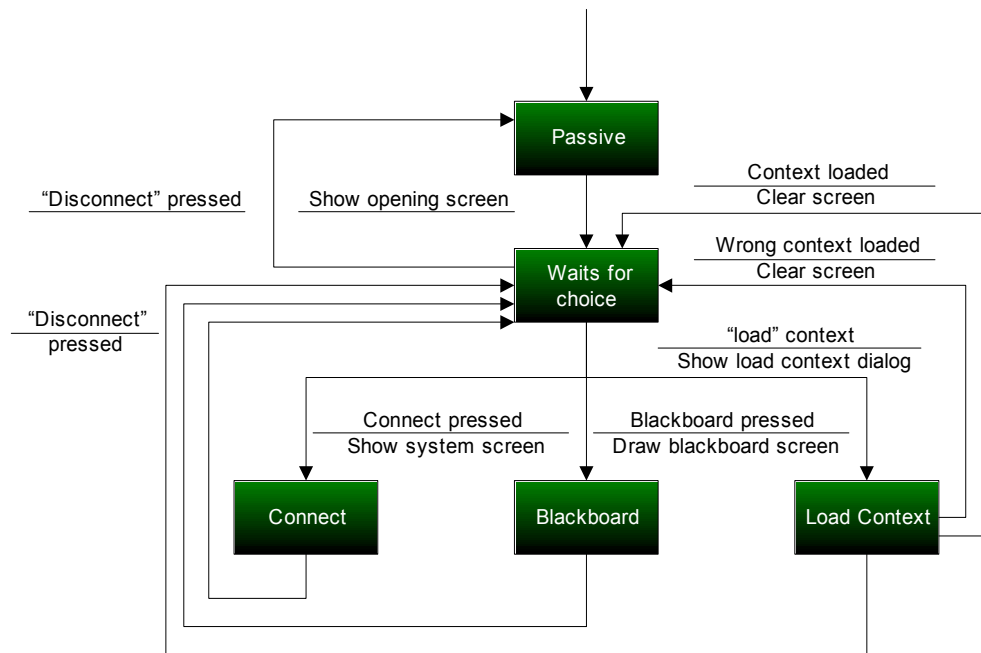 Passive
“Disconnect” pressed
Show opening screen
Context loaded
Clear screen
Wrong context loaded
Clear screen
Waits for
choice
“Disconnect”
pressed
“load” context
Show load context dialog
Connect pressed
Show system screen
Blackboard pressed
Draw blackboard screen
Connect
Blackboard
Load Context